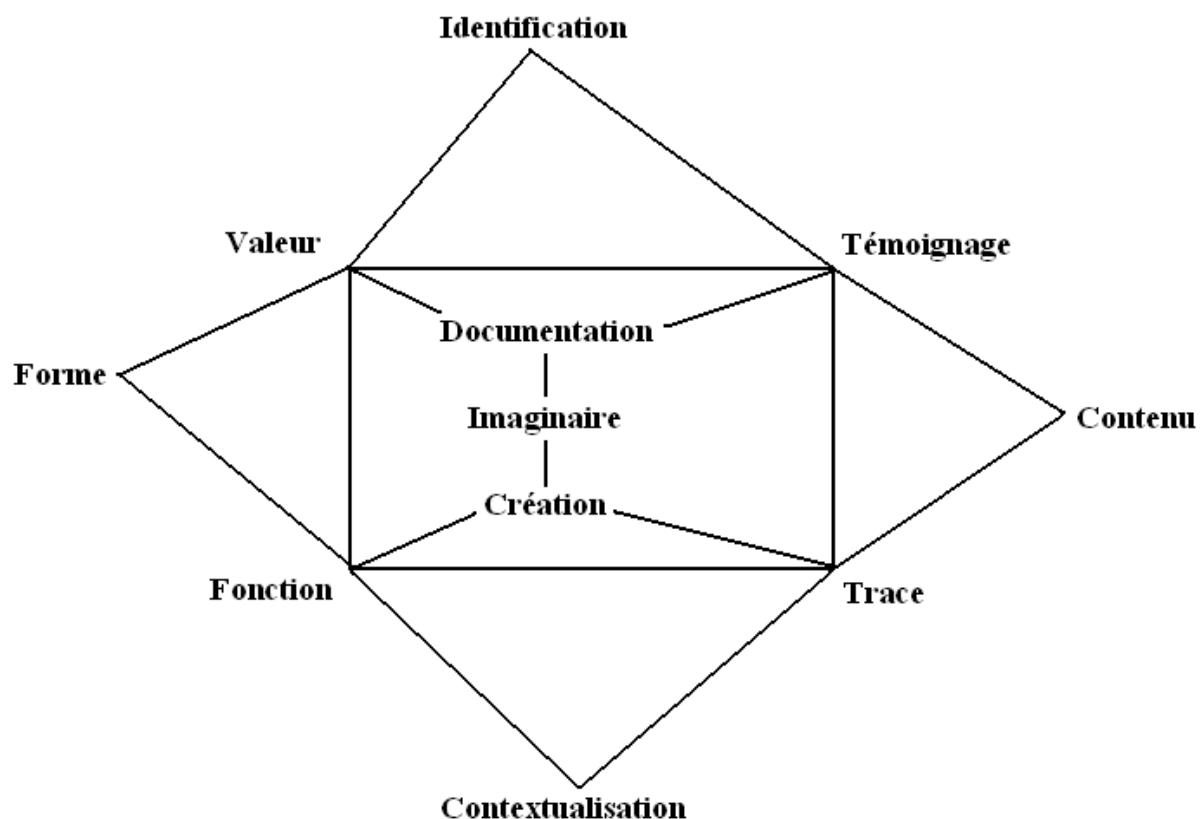 Identification
Valeur
Témoignage
Documentation
Forme
Imaginaire
Contenu
Création
Fonction
Trace
Contextualisation